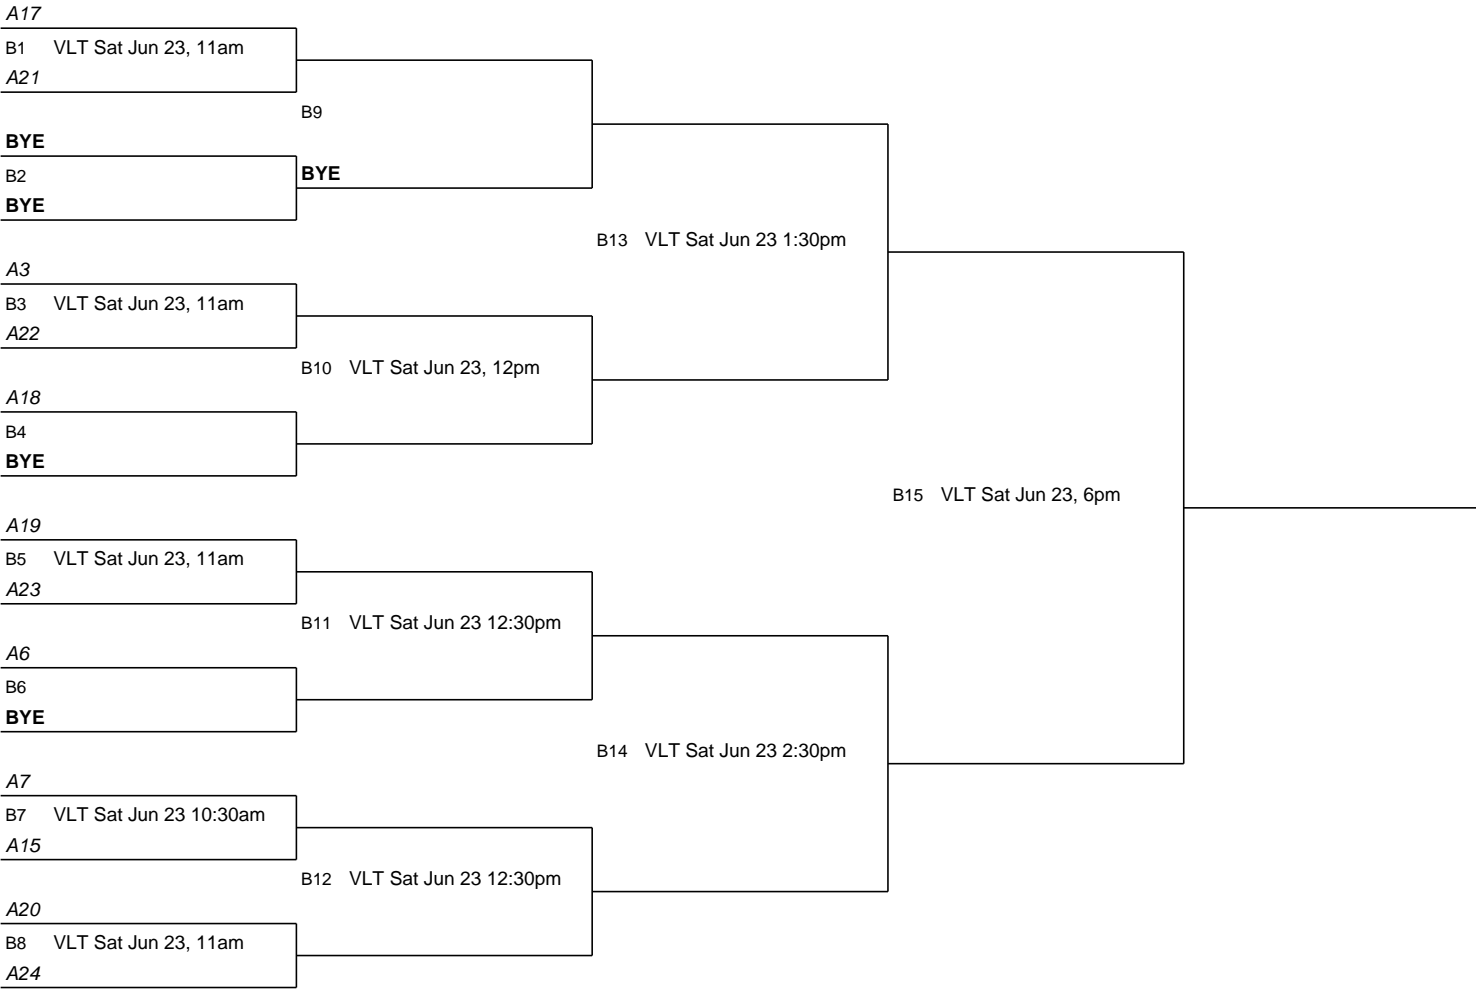 A17
B1 VLT Sat Jun 23, 11am
A21
B9
BYE
B2
BYE
BYE
B13 VLT Sat Jun 23 1:30pm
A3
B3 VLT Sat Jun 23, 11am
A22
B10 VLT Sat Jun 23, 12pm
A18
B4
BYE
B15 VLT Sat Jun 23, 6pm
A19
B5 VLT Sat Jun 23, 11am
A23
B11 VLT Sat Jun 23 12:30pm
A6
B6
BYE
B14 VLT Sat Jun 23 2:30pm
A7
B7 VLT Sat Jun 23 10:30am
A15
B12 VLT Sat Jun 23 12:30pm
A20
B8 VLT Sat Jun 23, 11am
A24